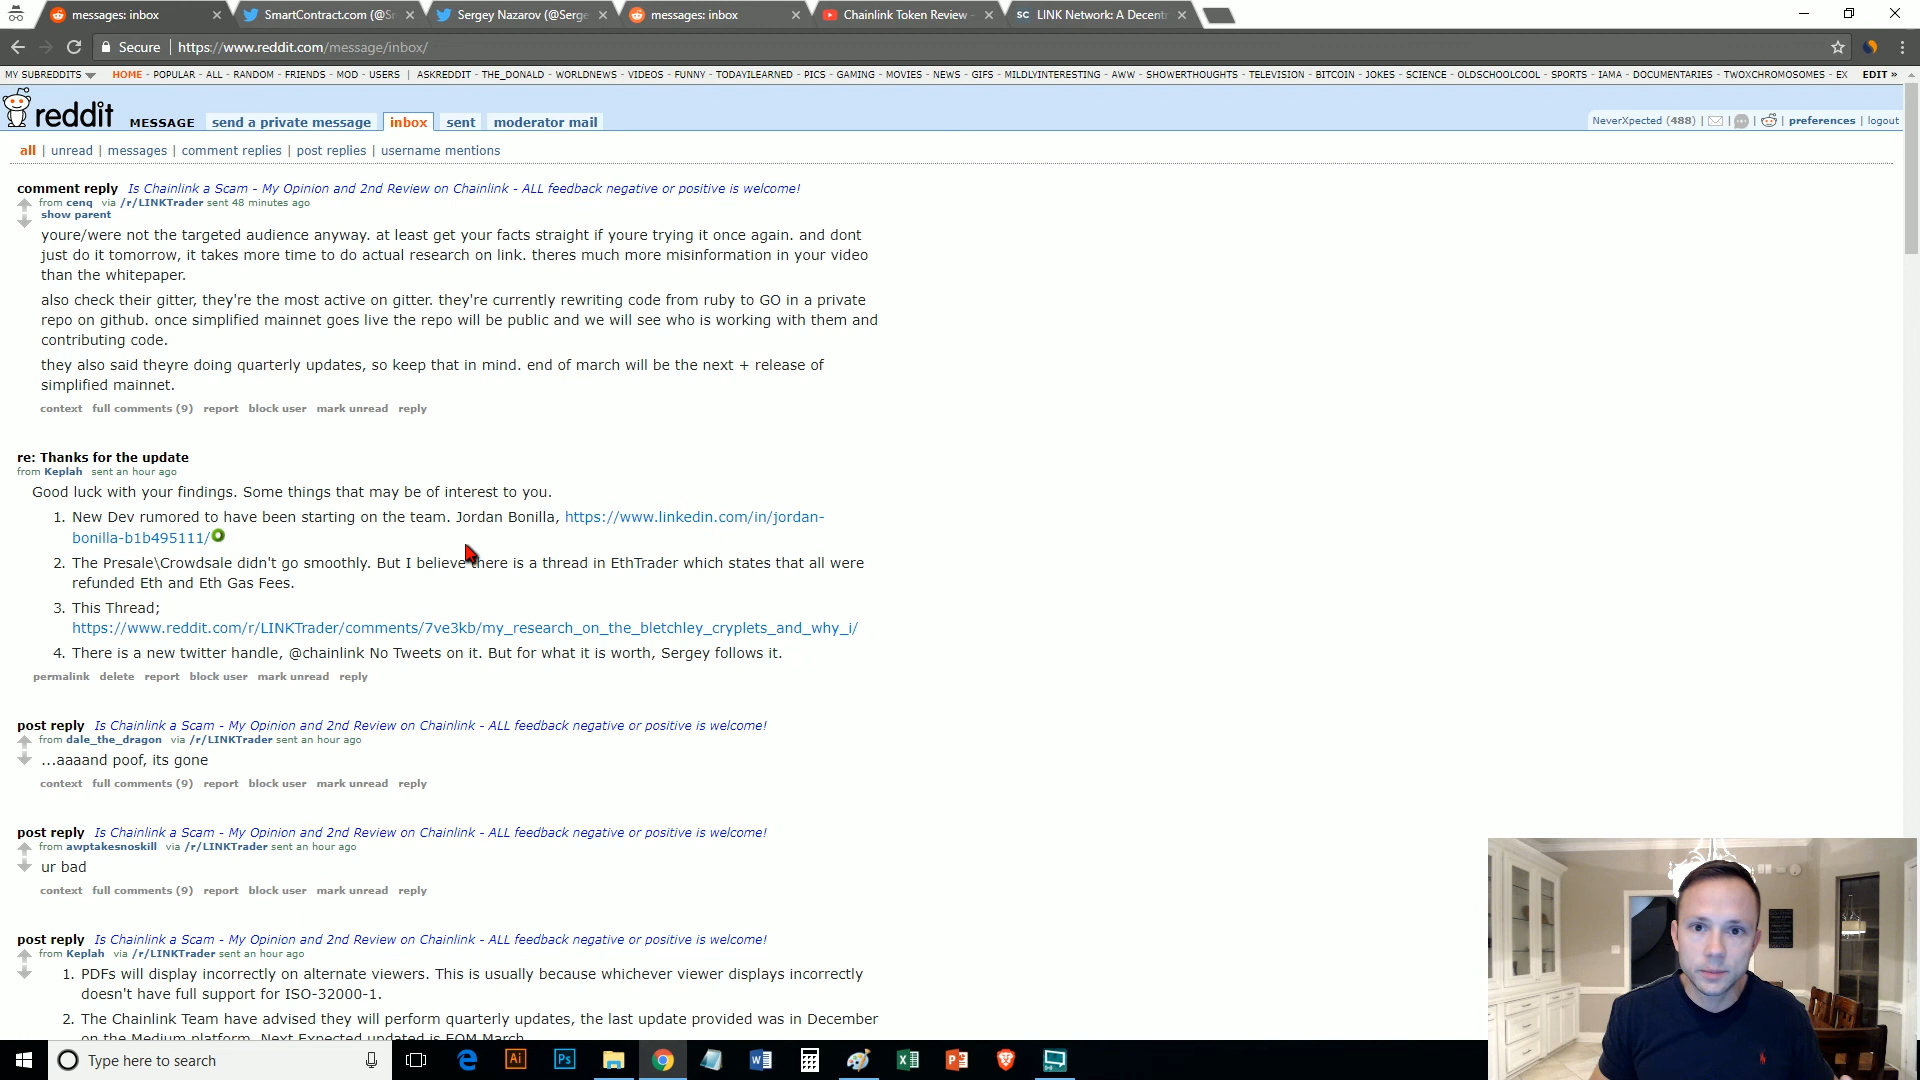 messages: inbox
SmartContract.com (@S
Sergey Nazarov (@Serge
messages: inbox
Chainlink Token Review -
SC LINK Network: A Decent
Secure | https://www.reddit.com/message/inbox/
MY SUBREDDITS HOME - POPULAR - ALL - RANDOM - FRIENDS - MOD - USERS | ASKREDDIT - THE_DONALD - WORLDNEWS - VIDEOS - FUNNY - TODAYILEARNED - PICS - GAMING - MOVIES - NEWS - GIFS - MILDLYINTERESTING - AWW - SHOWERTHOUGHTS - TELEVISION - BITCOIN - JOKES - SCIENCE - OLDSCHOOLCOOL - SPORTS - IAMA - DOCUMENTARIES - TWOXCHROMOSOMES - EX EDIT »
reddit MESSAGE send a private message inbox sent moderator mail
NeverXpected (488) | | | | preferences | logout
all | unread | messages | comment replies | post replies | username mentions
comment reply Is Chainlink a Scam - My Opinion and 2nd Review on Chainlink - ALL feedback negative or positive is welcome!
from cenq via /r/LINKTrader sent 48 minutes ago
show parent
youre/were not the targeted audience anyway. at least get your facts straight if youre trying it once again. and dont
just do it tomorrow, it takes more time to do actual research on link. theres much more misinformation in your video
than the whitepaper.
also check their gitter, they're the most active on gitter. they're currently rewriting code from ruby to GO in a private
repo on github. once simplified mainnet goes live the repo will be public and we will see who is working with them and
contributing code.
they also said theyre doing quarterly updates, so keep that in mind. end of march will be the next + release of
simplified mainnet.
context full comments (9) report block user mark unread reply
re: Thanks for the update
from Keplah sent an hour ago
Good luck with your findings. Some things that may be of interest to you.
1. New Dev rumored to have been starting on the team. Jordan Bonilla, https://www.linkedin.com/in/jordan-
bonilla-b1b495111/
2. The Presale\Crowdsale didn't go smoothly. But I believe there is a thread in EthTrader which states that all were
refunded Eth and Eth Gas Fees.
3. This Thread;
https://www.reddit.com/r/LINKTrader/comments/7ve3kb/my_research_on_the_bletchley_cryplets_and_why_i/
4. There is a new twitter handle, @chainlink No Tweets on it. But for what it is worth, Sergey follows it.
permalink delete report block user mark unread reply
post reply Is Chainlink a Scam - My Opinion and 2nd Review on Chainlink - ALL feedback negative or positive is welcome!
from dale_the_dragon via /r/LINKTrader sent an hour ago
...aaaand poof, its gone
context full comments (9) report block user mark unread reply
post reply Is Chainlink a Scam - My Opinion and 2nd Review on Chainlink - ALL feedback negative or positive is welcome!
from awptakesnoskill via /r/LINKTrader sent an hour ago
ur bad
context full comments (9) report block user mark unread reply
post reply Is Chainlink a Scam - My Opinion and 2nd Review on Chainlink - ALL feedback negative or positive is welcome!
from Keplah via /r/LINKTrader sent an hour ago
1. PDFs will display incorrectly on alternate viewers. This is usually because whichever viewer displays incorrectly
doesn't have full support for ISO-32000-1.
2. The Chainlink Team have advised they will perform quarterly updates, the last update provided was in December
on the Medium platform. Next Expected updated is EOM March
Type here to search